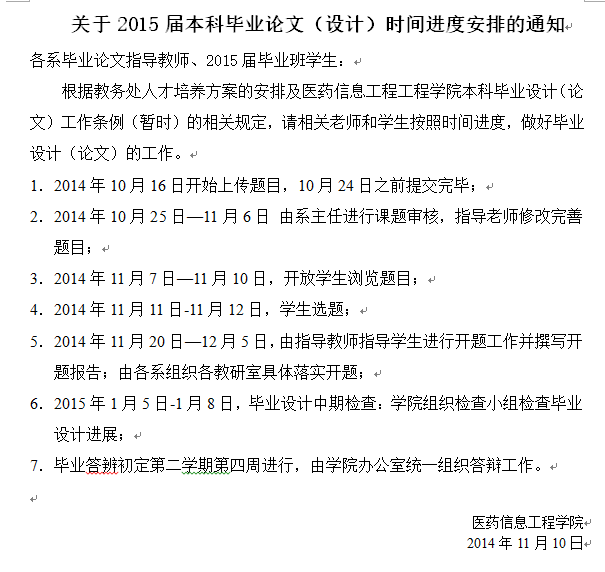 关于 2015 届本科毕业论文（设计）时间进度安排的通知
各系毕业论文指导教师、2015 届毕业班学生：
根据教务处人才培养方案的安排及医药信息工程工程学院本科毕业设计（论
文）工作条例（暂时）的相关规定，请相关老师和学生按照时间进度，做好毕业
设计（论文）的工作。
1．2014 年 10 月 16 日开始上传题目，10 月 24 日之前提交完毕；
2．2014 年 10 月 25 日—11 月 6 日 由系主任进行课题审核，指导老师修改完善
题目；
3．2014 年 11 月 7 日—11 月 10 日，开放学生浏览题目；
4．2014 年 11 月 11 日-11 月 12 日，学生选题；
5．2014 年 11 月 20 日—12 月 5 日，由指导教师指导学生进行开题工作并撰写开
题报告；由各系组织各教研室具体落实开题；
6．2015 年 1 月 5 日-1 月 8 日，毕业设计中期检查：学院组织检查小组检查毕业
设计进展；
7．毕业答辨初定第二学期第四周进行，由学院办公室统一组织答辩工作。
医药信息工程学院
2014 年 11 月 10 日